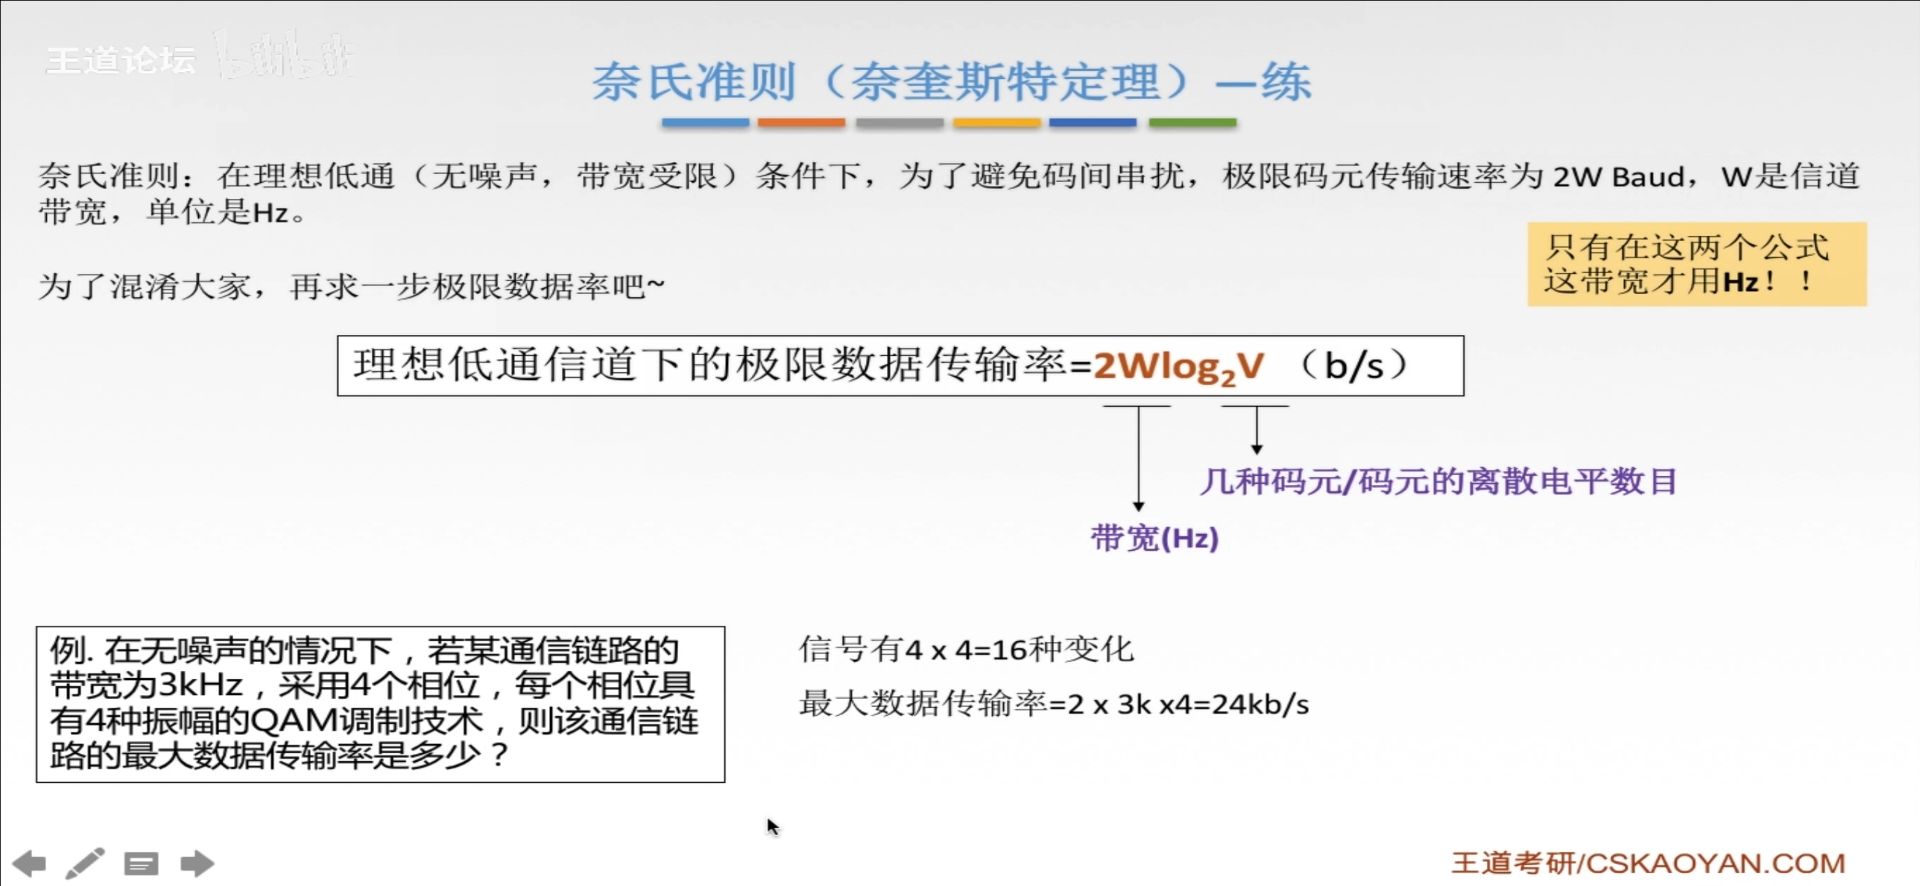 王道论坛 bilibili
奈氏准则（奈奎斯特定理）—练
奈氏准则：在理想低通（无噪声，带宽受限）条件下，为了避免码间串扰，极限码元传输速率为 2W Baud，W是信道
带宽，单位是Hz。
只有在这两个公式
这带宽才用Hz！！
为了混淆大家，再求一步极限数据率吧~
理想低通信道下的极限数据传输率=2Wlog₂V （b/s）
几种码元/码元的离散电平数目
带宽(Hz)
例. 在无噪声的情况下，若某通信链路的
带宽为3kHz，采用4个相位，每个相位具
有4种振幅的QAM调制技术，则该通信链
路的最大数据传输率是多少？
信号有4 x 4=16种变化
最大数据传输率=2 x 3k x4=24kb/s
王道考研/CSKAOYAN.COM